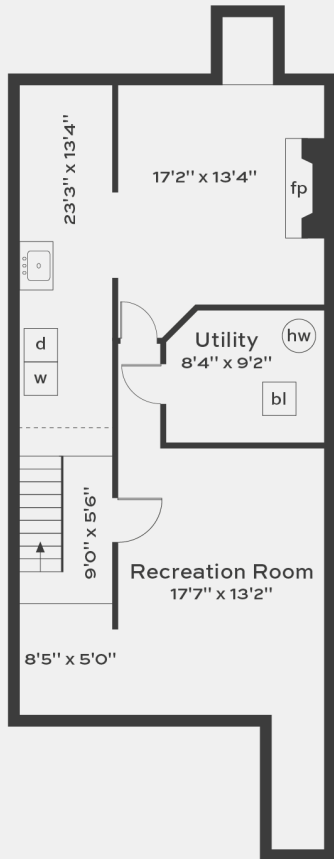 23'3" x 13'4"
17'2" x 13'4"
fp
Utility
8'4" x 9'2"
hw
d
w
bl
9'0" x 5'6"
Recreation Room
17'7" x 13'2"
8'5" x 5'0"